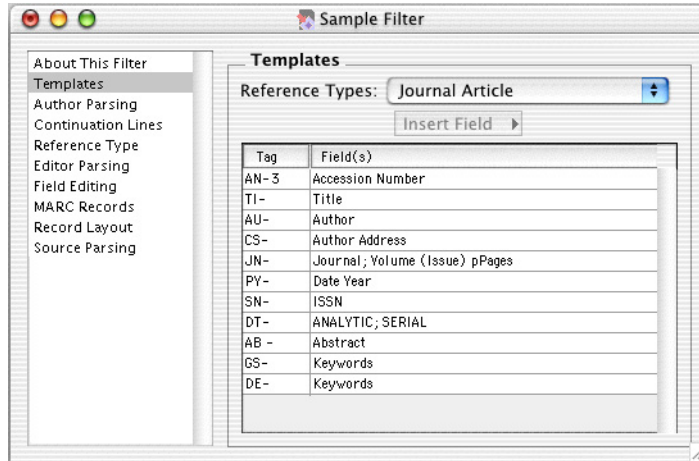 Sample Filter
About This Filter
Templates
Author Parsing
Continuation Lines
Reference Type
Editor Parsing
Field Editing
MARC Records
Record Layout
Source Parsing
Templates
Reference Types: Journal Article
Insert Field
Tag Field(s)
AN-3 Accession Number
TI- Title
AU- Author
CS- Author Address
JN- Journal; Volume (Issue) pPages
PY- Date Year
SN- ISSN
DT- ANALYTIC; SERIAL
AB - Abstract
GS- Keywords
DE- Keywords